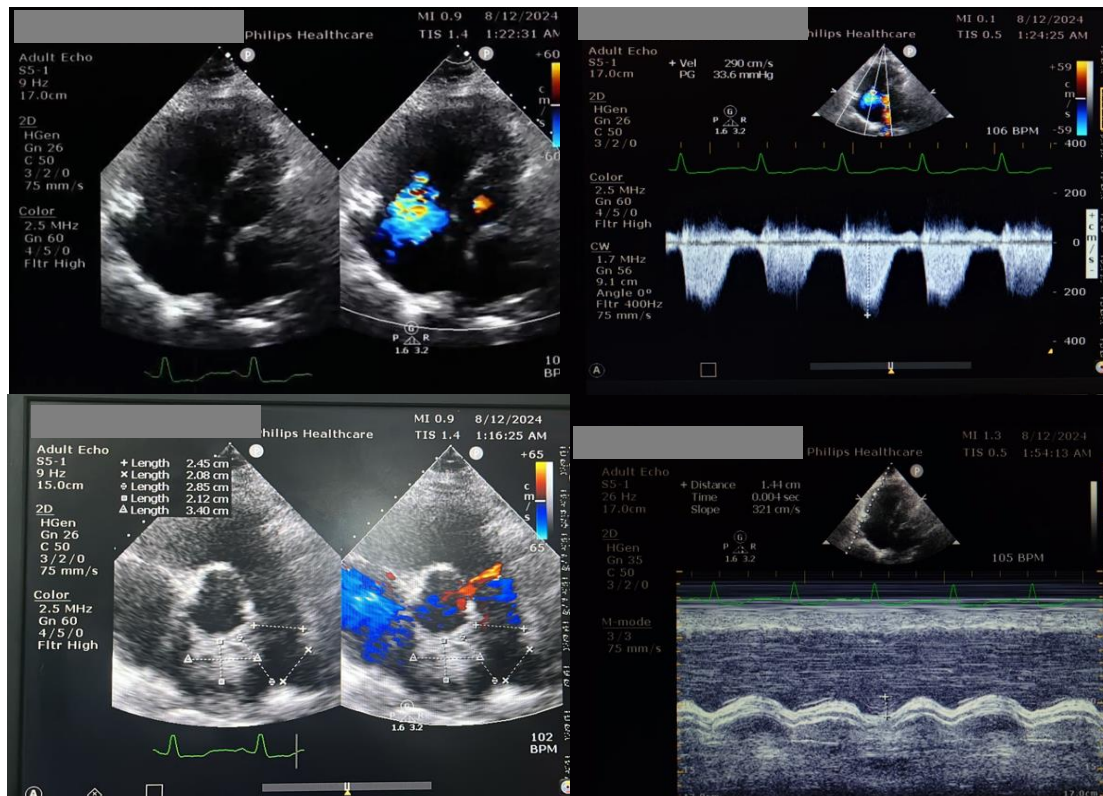 Philips Healthcare
MI 0.9 8/12/2024
TIS 1.4 1:22:31 AM
Adult Echo
S5-1
9 Hz
17.0cm
2D
HGen
Gn 26
C 50
3/2/0
75 mm/s
Color
2.5 MHz
Gn 60
4/5/0
Fltr High
P
+60
c
m
/
s
60
G
P R
1.6 3.2
10
BP
hilips Healthcare
MI 0.1 8/12/2024
TIS 0.5 1:24:25 AM
Adult Echo
S5-1
17.0cm
2D
HGen
Gn 26
C 50
3/2/0
Color
2.5 MHz
Gn 60
4/5/0
Fltr High
CW
1.7 MHz
Gn 56
9.1 cm
Angle 0°
Fltr 400Hz
75 mm/s
+ Vel 290 cm/s
PG 33.6 mmHg
G
P R
1.6 3.2
P
+59
c
m
/
s
-59
106 BPM
400
200
0
c
m
/
s
200
400
A
U
hilips Healthcare
MI 0.9 8/12/2024
TIS 1.4 1:16:25 AM
Adult Echo
S5-1
9 Hz
15.0cm
2D
HGen
Gn 26
C 50
3/2/0
75 mm/s
Color
2.5 MHz
Gn 60
4/5/0
Fltr High
+ Length 2.45 cm
× Length 2.08 cm
Length 2.85 cm
Length 2.12 cm
Length 3.40 cm
P
+65
c
m
/
s
65
G
P R
1.6 3.2
102
BPM
A
U
Philips Healthcare
MI 1.3 8/12/2024
TIS 0.5 1:54:13 AM
Adult Echo
S5-1
26 Hz
17.0cm
2D
HGen
Gn 35
C 50
3/2/0
M-mode
3/3
75 mm/s
+ Distance 1.44 cm
Time 0.004 sec
Slope 321 cm/s
G
P R
1.6 3.2
P
105 BPM